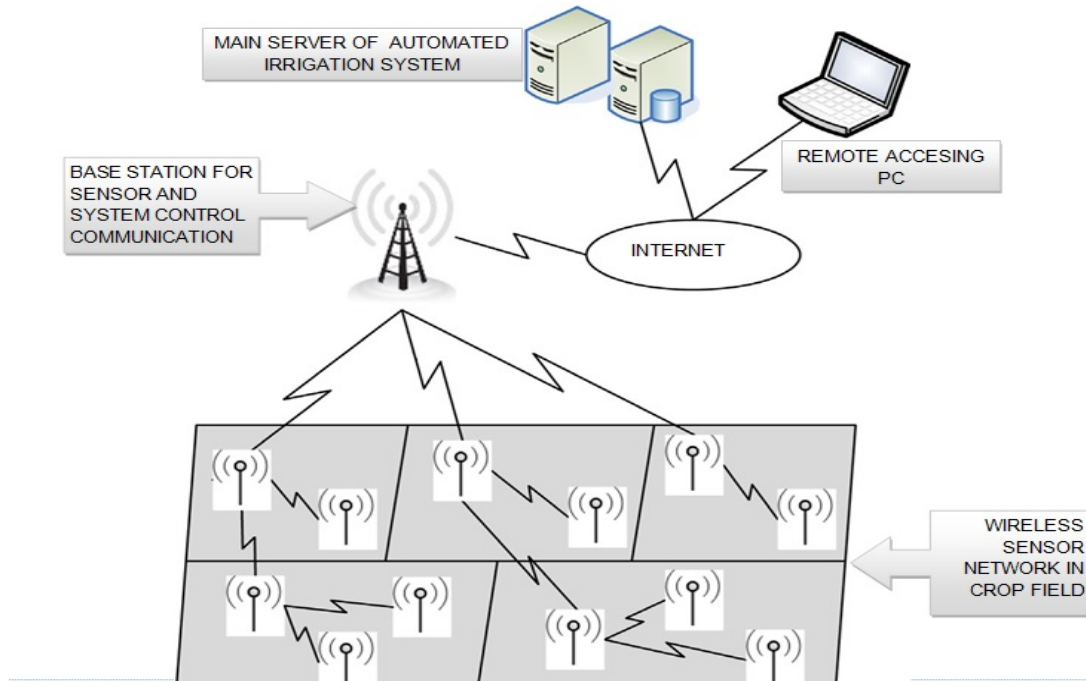 MAIN SERVER OF AUTOMATED
IRRIGATION SYSTEM
REMOTE ACCESING
PC
BASE STATION FOR
SENSOR AND
SYSTEM CONTROL
COMMUNICATION
INTERNET
WIRELESS
SENSOR
NETWORK IN
CROP FIELD